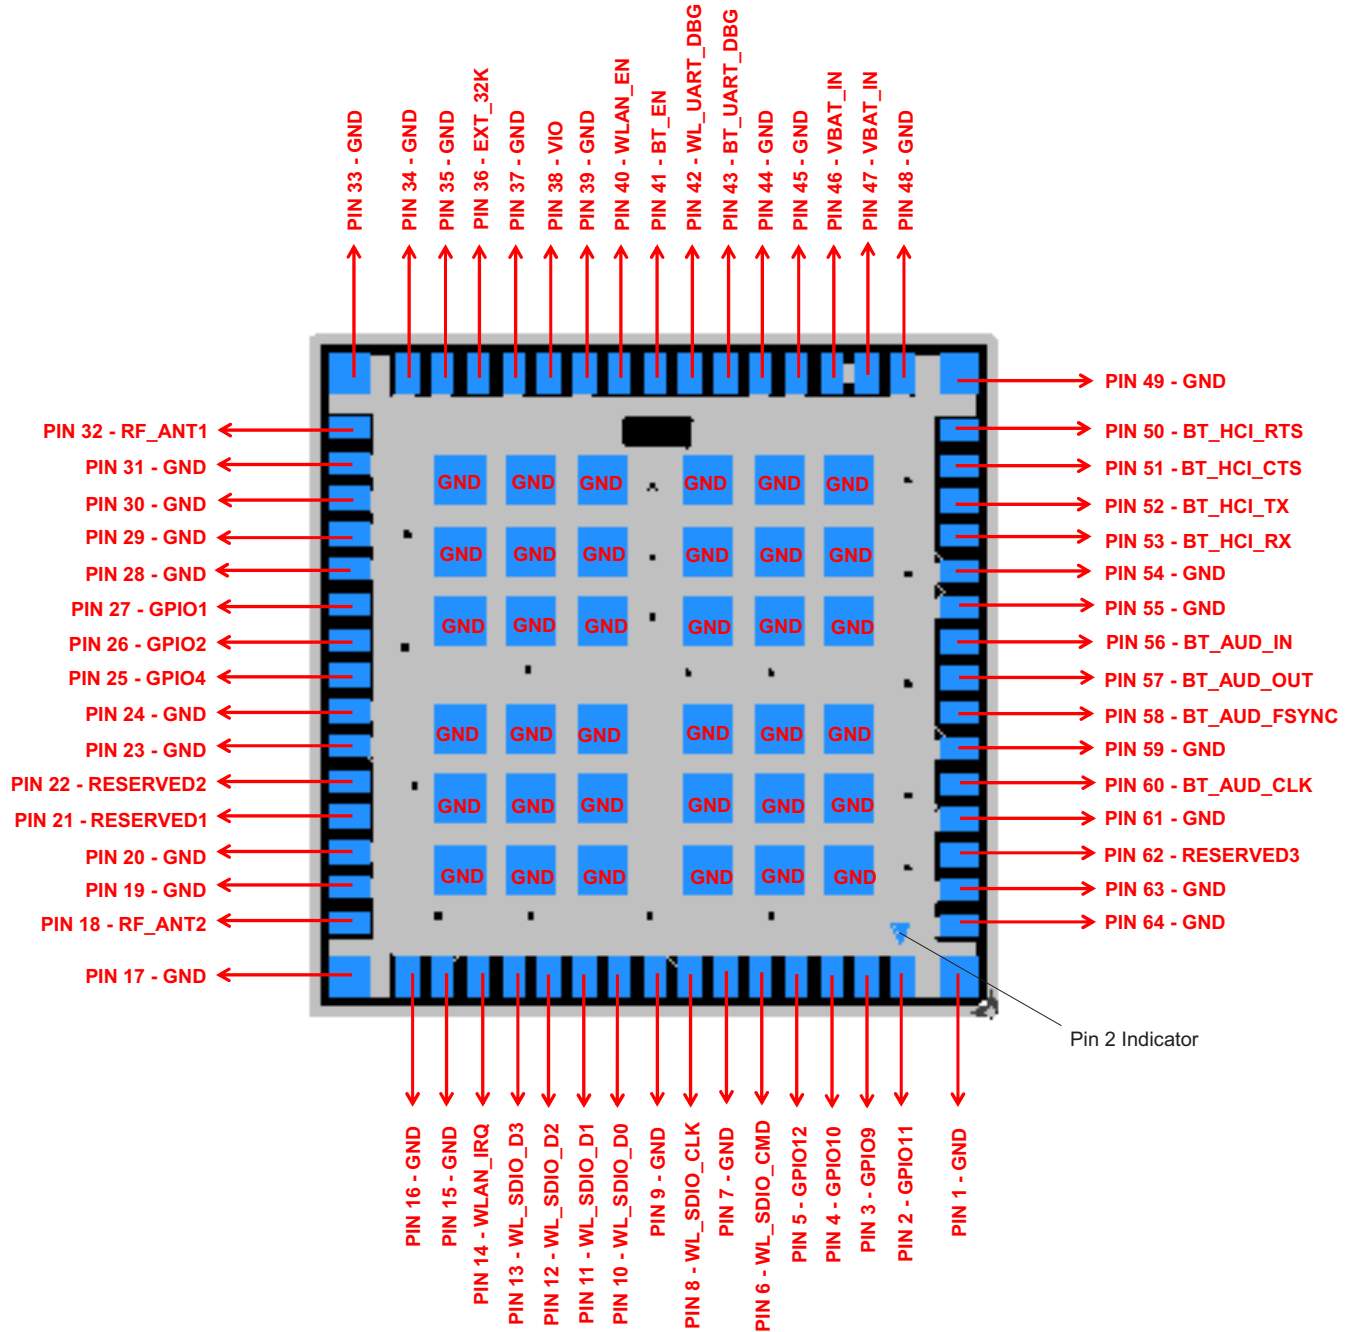 PIN 33 - GND
PIN 34 - GND
PIN 35 - GND
PIN 36 - EXT_32K
PIN 37 - GND
PIN 38 - VIO
PIN 39 - GND
PIN 40 - WLAN_EN
PIN 41 - BT_EN
PIN 42 - WL_UART_DBG
PIN 43 - BT_UART_DBG
PIN 44 - GND
PIN 45 - GND
PIN 46 - VBAT_IN
PIN 47 - VBAT_IN
PIN 48 - GND
PIN 32 - RF_ANT1
PIN 31 - GND
PIN 30 - GND
PIN 29 - GND
PIN 28 - GND
PIN 27 - GPIO1
PIN 26 - GPIO2
PIN 25 - GPIO4
PIN 24 - GND
PIN 23 - GND
PIN 22 - RESERVED2
PIN 21 - RESERVED1
PIN 20 - GND
PIN 19 - GND
PIN 18 - RF_ANT2
PIN 17 - GND
GND GND GND GND GND GND
GND GND GND GND GND GND
GND GND GND GND GND GND
GND GND GND GND GND GND
GND GND GND GND GND GND
GND GND GND GND GND GND
PIN 49 - GND
PIN 50 - BT_HCI_RTS
PIN 51 - BT_HCI_CTS
PIN 52 - BT_HCI_TX
PIN 53 - BT_HCI_RX
PIN 54 - GND
PIN 55 - GND
PIN 56 - BT_AUD_IN
PIN 57 - BT_AUD_OUT
PIN 58 - BT_AUD_FSYNC
PIN 59 - GND
PIN 60 - BT_AUD_CLK
PIN 61 - GND
PIN 62 - RESERVED3
PIN 63 - GND
PIN 64 - GND
Pin 2 Indicator
PIN 16 - GND
PIN 15 - GND
PIN 14 - WLAN_IRQ
PIN 13 - WL_SDIO_D3
PIN 12 - WL_SDIO_D2
PIN 11 - WL_SDIO_D1
PIN 10 - WL_SDIO_D0
PIN 9 - GND
PIN 8 - WL_SDIO_CLK
PIN 7 - GND
PIN 6 - WL_SDIO_CMD
PIN 5 - GPIO12
PIN 4 - GPIO10
PIN 3 - GPIO9
PIN 2 - GPIO11
PIN 1 - GND